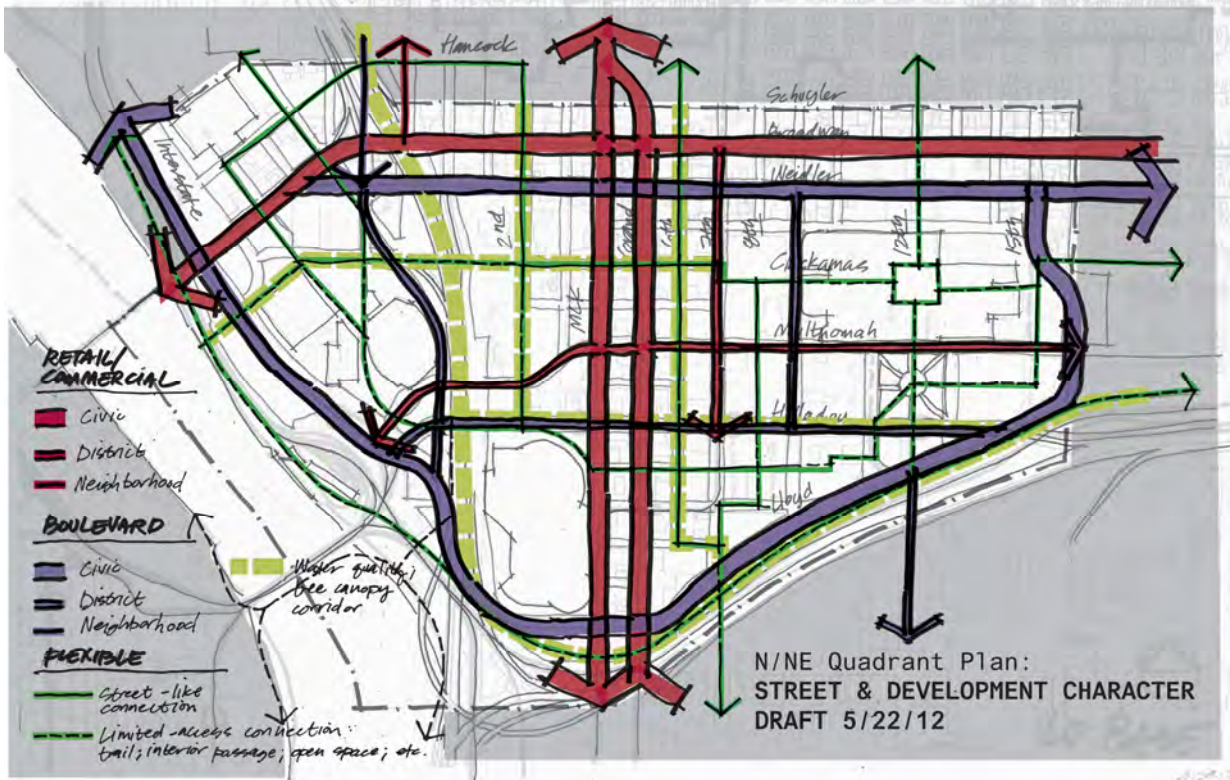 Hancock
Schuyler
Broadway
Weidler
Interstate
2nd
MLK
Grand
6th
7th
8th
12th
15th
Clackamas
Multnomah
Holladay
Lloyd
RETAIL/
COMMERCIAL
Civic
District
Neighborhood
BOULEVARD
Civic
District
Neighborhood
Water quality;
tree canopy
corridor
FLEXIBLE
Street-like
connection
Limited-access connection:
trail; interior passage; open space; etc.
N/NE Quadrant Plan:
STREET & DEVELOPMENT CHARACTER
DRAFT 5/22/12